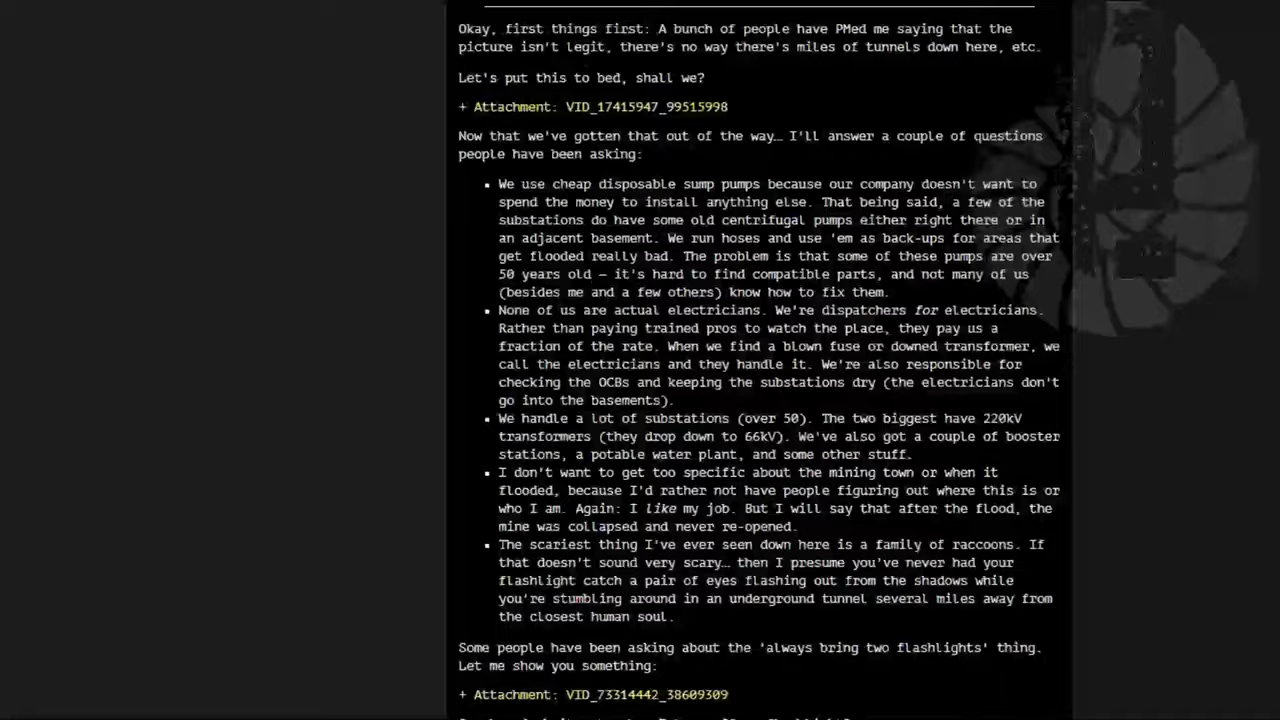 Okay, first things first: A bunch of people have PMed me saying that the
picture isn't legit, there's no way there's miles of tunnels down here, etc.
Let's put this to bed, shall we?
+ Attachment: VID_17415947_99515998
Now that we've gotten that out of the way… I'll answer a couple of questions
people have been asking:
▪ We use cheap disposable sump pumps because our company doesn't want to
spend the money to install anything else. That being said, a few of the
substations do have some old centrifugal pumps either right there or in
an adjacent basement. We run hoses and use 'em as back-ups for areas that
get flooded really bad. The problem is that some of these pumps are over
50 years old — it's hard to find compatible parts, and not many of us
(besides me and a few others) know how to fix them.
▪ None of us are actual electricians. We're dispatchers for electricians.
Rather than paying trained pros to watch the place, they pay us a
fraction of the rate. When we find a blown fuse or downed transformer, we
call the electricians and they handle it. We're also responsible for
checking the OCBs and keeping the substations dry (the electricians don't
go into the basements).
▪ We handle a lot of substations (over 50). The two biggest have 220kV
transformers (they drop down to 66kV). We've also got a couple of booster
stations, a potable water plant, and some other stuff.
▪ I don't want to get too specific about the mining town or when it
flooded, because I'd rather not have people figuring out where this is or
who I am. Again: I like my job. But I will say that after the flood, the
mine was collapsed and never re-opened.
▪ The scariest thing I've ever seen down here is a family of raccoons. If
that doesn't sound very scary… then I presume you've never had your
flashlight catch a pair of eyes flashing out from the shadows while
you're stumbling around in an underground tunnel several miles away from
the closest human soul.
Some people have been asking about the 'always bring two flashlights' thing.
Let me show you something:
+ Attachment: VID_73314442_38609309